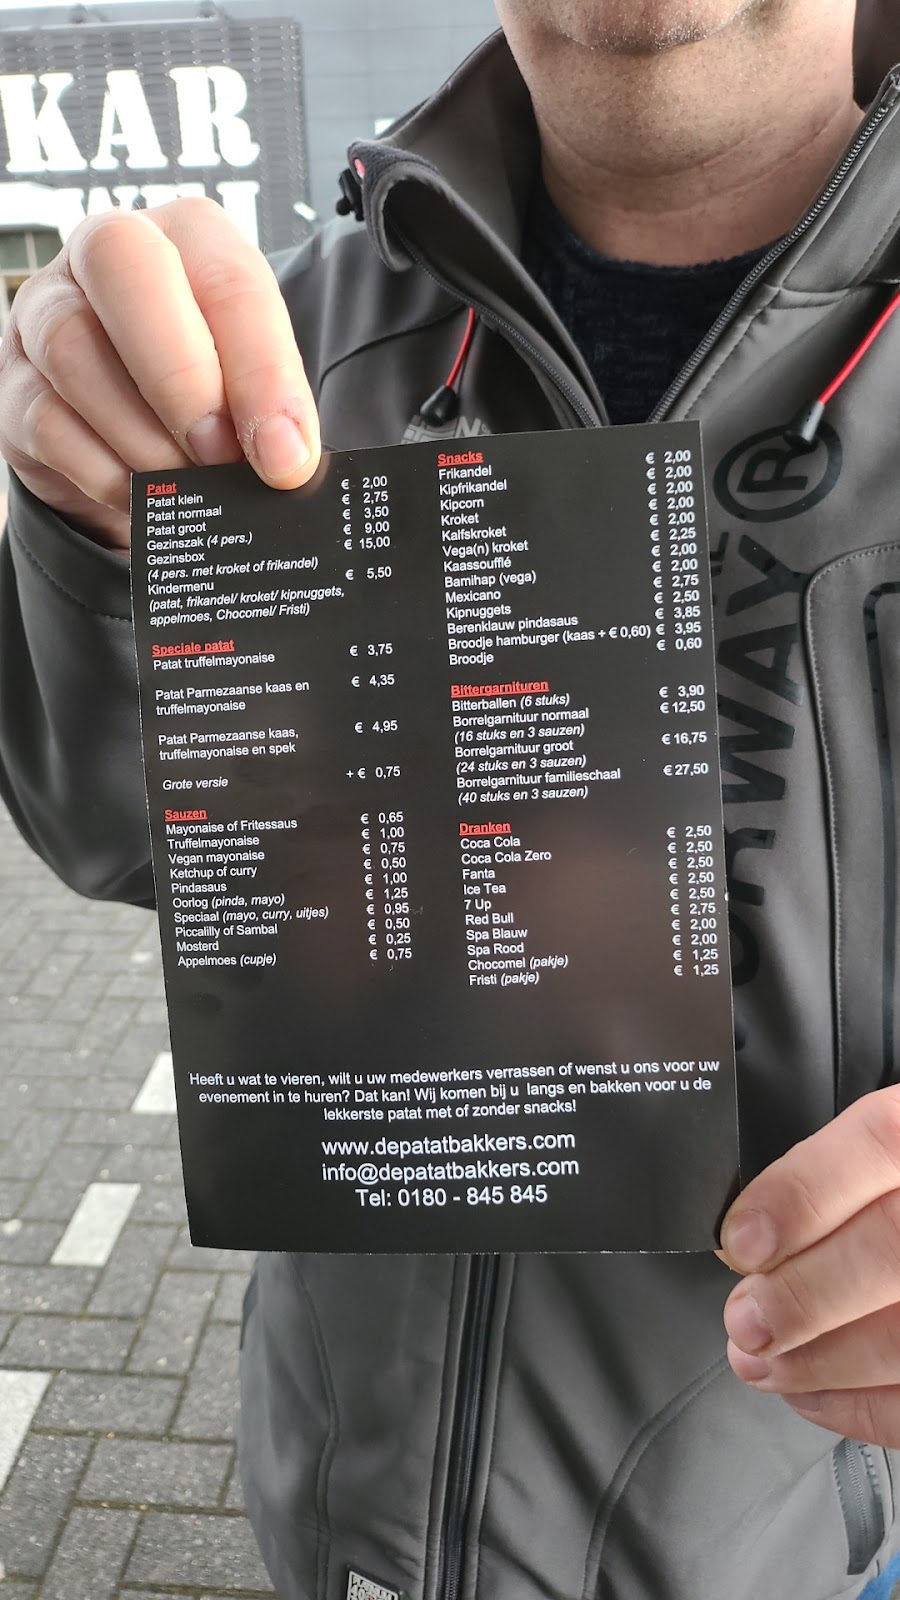 KAR
Patat
Patat klein € 2,00
Patat normaal € 2,75
Patat groot € 3,50
Gezinszak (4 pers.) € 9,00
Gezinsbox € 15,00
(4 pers. met kroket of frikandel)
Kindermenu € 5,50
(patat, frikandel/ kroket/ kipnuggets,
appelmoes, Chocomel/ Fristi)
Speciale patat
Patat truffelmayonaise € 3,75
Patat Parmezaanse kaas en € 4,35
truffelmayonaise
Patat Parmezaanse kaas, € 4,95
truffelmayonaise en spek
Grote versie + € 0,75
Sauzen
Mayonaise of Fritessaus € 0,65
Truffelmayonaise € 1,00
Vegan mayonaise € 0,75
Ketchup of curry € 0,50
Pindasaus € 1,00
Oorlog (pinda, mayo) € 1,25
Speciaal (mayo, curry, uitjes) € 0,95
Piccalilly of Sambal € 0,50
Mosterd € 0,25
Appelmoes (cupje) € 0,75
Snacks
Frikandel € 2,00
Kipfrikandel € 2,00
Kipcorn € 2,00
Kroket € 2,00
Kalfskroket € 2,00
Vega(n) kroket € 2,25
Kaassoufflé € 2,00
Bamihap (vega) € 2,00
Mexicano € 2,75
Kipnuggets € 2,50
Berenklauw pindasaus € 3,85
Broodje hamburger (kaas + € 0,60) € 3,95
Broodje € 0,60
Bittergarnituren
Bitterballen (6 stuks) € 3,90
Borrelgarnituur normaal € 12,50
(16 stuks en 3 sauzen)
Borrelgarnituur groot € 16,75
(24 stuks en 3 sauzen)
Borrelgarnituur familieschaal € 27,50
(40 stuks en 3 sauzen)
Dranken
Coca Cola € 2,50
Coca Cola Zero € 2,50
Fanta € 2,50
Ice Tea € 2,50
7 Up € 2,50
Red Bull € 2,75
Spa Blauw € 2,00
Spa Rood € 2,00
Chocomel (pakje) € 1,25
Fristi (pakje) € 1,25
Heeft u wat te vieren, wilt u uw medewerkers verrassen of wenst u ons voor uw
evenement in te huren? Dat kan! Wij komen bij u langs en bakken voor u de
lekkerste patat met of zonder snacks!
www.depatatbakkers.com
info@depatatbakkers.com
Tel: 0180 - 845 845